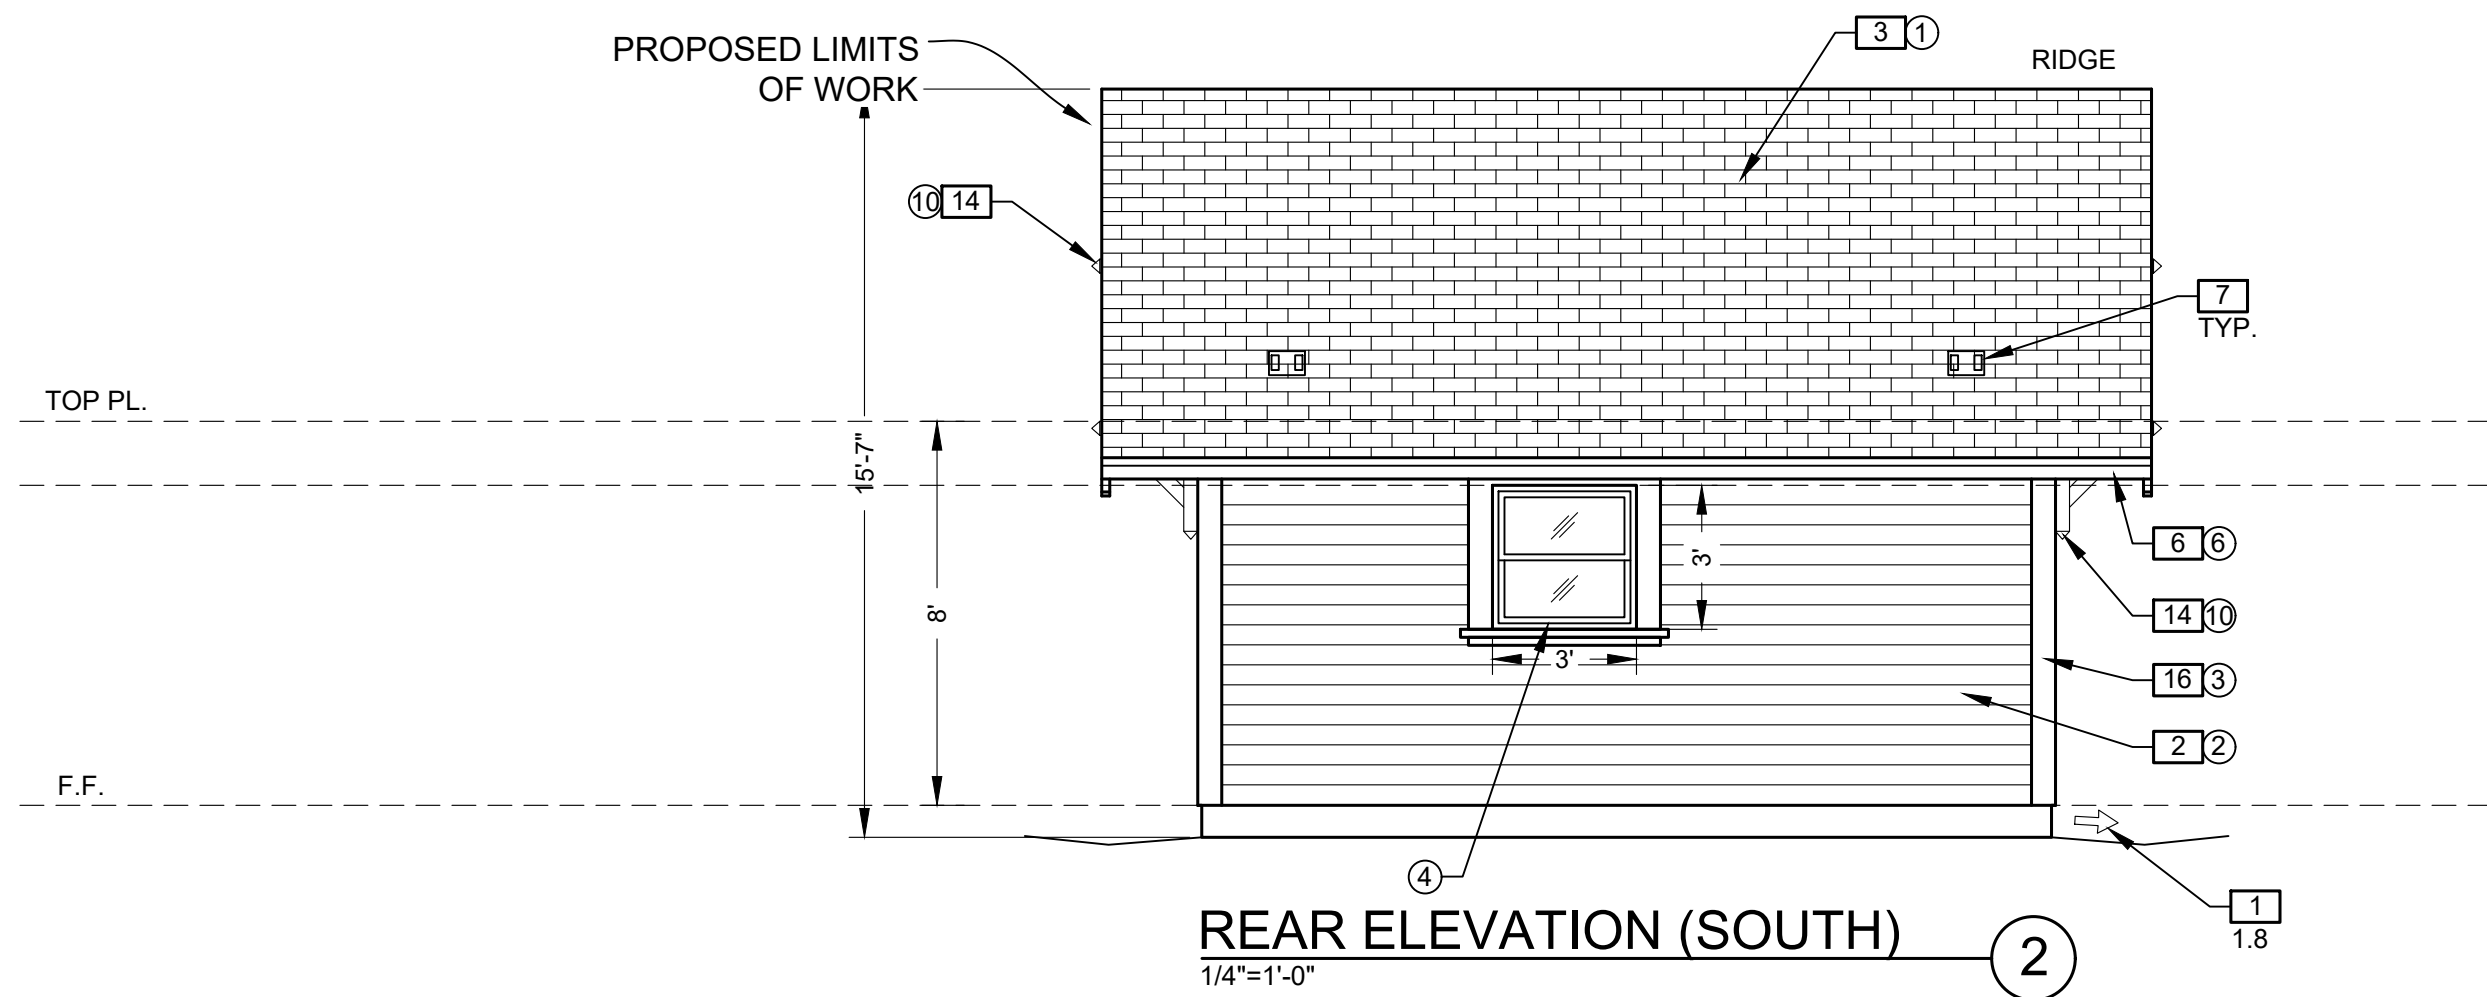 PROPOSED LIMITS
OF WORK
3 1
RIDGE
10 14
7
TYP.
TOP PL.
15'-7"
8'
3'
3'
6 6
14 10
16 3
2 2
F.F.
4
1
1.8
REAR ELEVATION (SOUTH)
2
1/4"=1'-0"